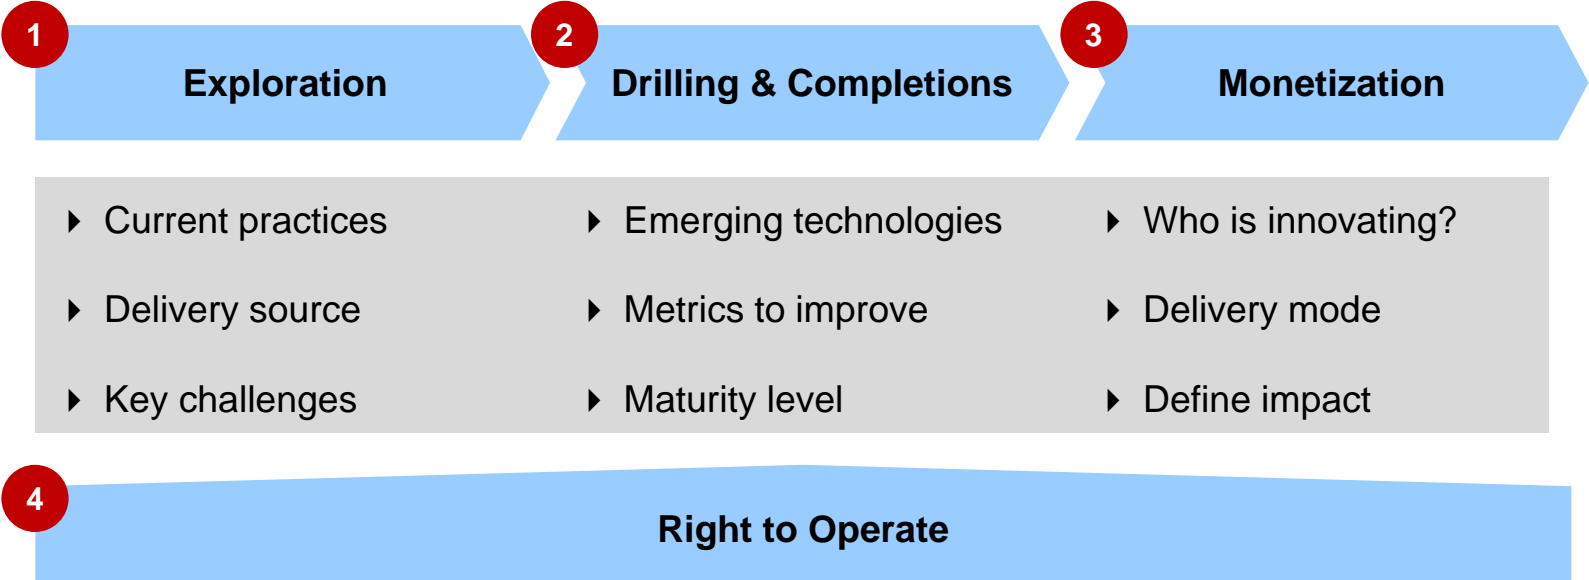 1
Exploration
2
Drilling & Completions
3
Monetization
Current practices
Delivery source
Key challenges
Emerging technologies
Metrics to improve
Maturity level
Who is innovating?
Delivery mode
Define impact
4
Right to Operate